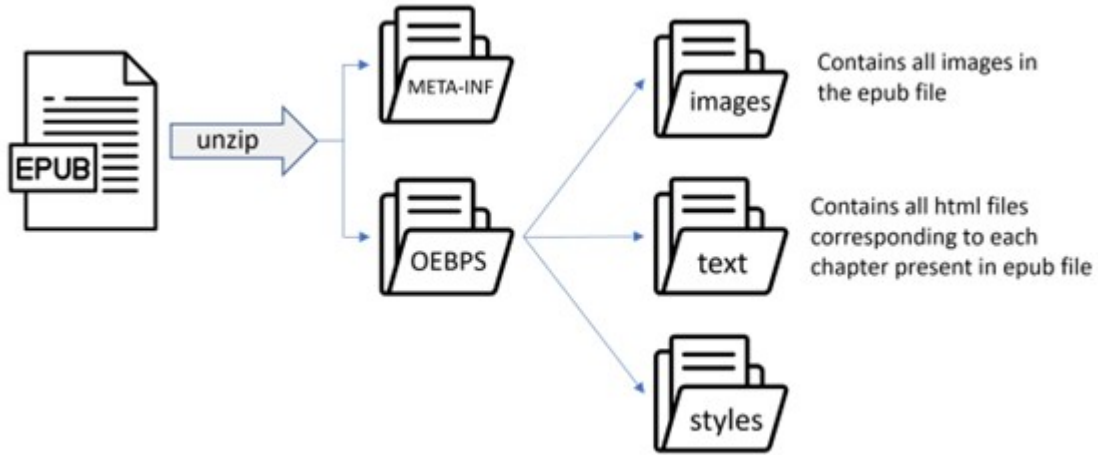 EPUB
unzip
META-INF
OEBPS
images
Contains all images in
the epub file
text
Contains all html files
corresponding to each
chapter present in epub file
styles